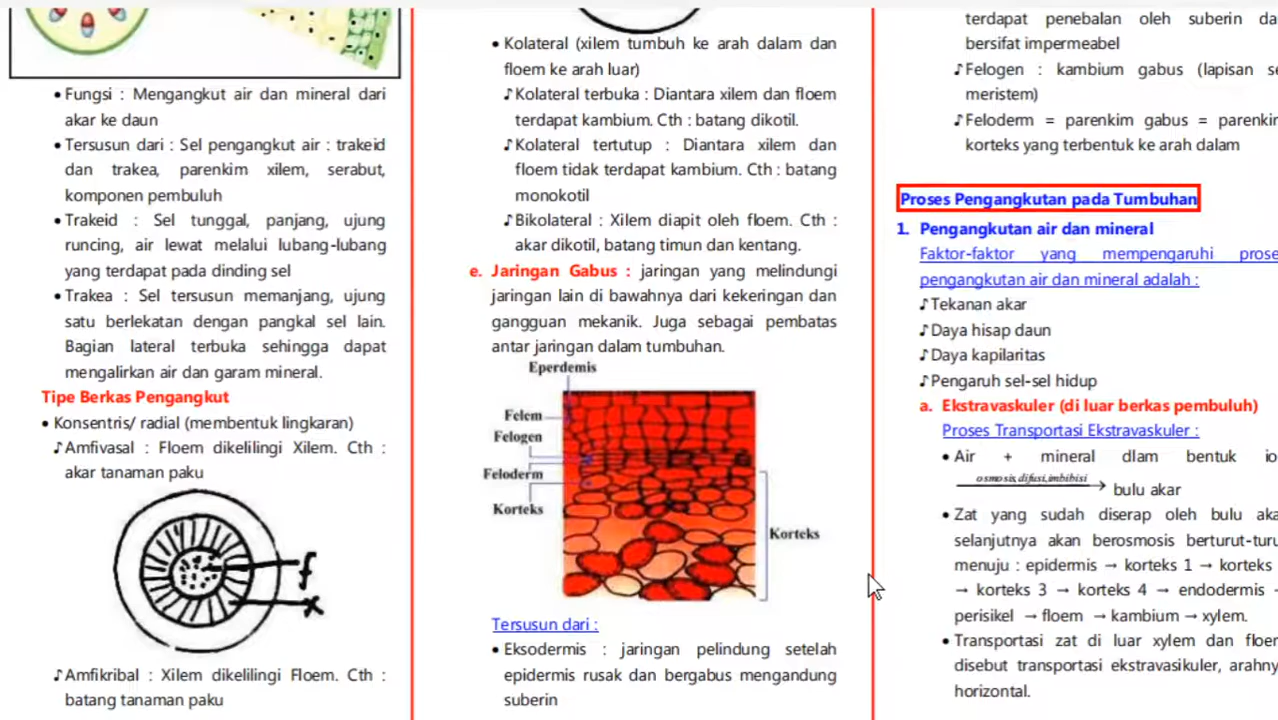 • Fungsi : Mengangkut air dan mineral dari
akar ke daun
• Tersusun dari : Sel pengangkut air : trakeid
dan trakea, parenkim xilem, serabut,
komponen pembuluh
• Trakeid : Sel tunggal, panjang, ujung
runcing, air lewat melalui lubang-lubang
yang terdapat pada dinding sel
• Trakea : Sel tersusun memanjang, ujung
satu berlekatan dengan pangkal sel lain.
Bagian lateral terbuka sehingga dapat
mengalirkan air dan garam mineral.
Tipe Berkas Pengangkut
• Konsentris/ radial (membentuk lingkaran)
♪Amfivasal : Floem dikelilingi Xilem. Cth :
akar tanaman paku
f
x
♪Amfikribal : Xilem dikelilingi Floem. Cth :
batang tanaman paku
• Kolateral (xilem tumbuh ke arah dalam dan
floem ke arah luar)
♪Kolateral terbuka : Diantara xilem dan floem
terdapat kambium. Cth : batang dikotil.
♪Kolateral tertutup : Diantara xilem dan
floem tidak terdapat kambium. Cth : batang
monokotil
♪Bikolateral : Xilem diapit oleh floem. Cth :
akar dikotil, batang timun dan kentang.
e. Jaringan Gabus : jaringan yang melindungi
jaringan lain di bawahnya dari kekeringan dan
gangguan mekanik. Juga sebagai pembatas
antar jaringan dalam tumbuhan.
Eperdemis
Felem
Felogen
Feloderm
Korteks
Korteks
Tersusun dari :
• Eksodermis : jaringan pelindung setelah
epidermis rusak dan bergabus mengandung
suberin
terdapat penebalan oleh suberin da
bersifat impermeabel
♪Felogen : kambium gabus (lapisan se
meristem)
♪Feloderm = parenkim gabus = parenkim
korteks yang terbentuk ke arah dalam
Proses Pengangkutan pada Tumbuhan
1. Pengangkutan air dan mineral
Faktor-faktor yang mempengaruhi prose
pengangkutan air dan mineral adalah :
♪Tekanan akar
♪Daya hisap daun
♪Daya kapilaritas
♪Pengaruh sel-sel hidup
a. Ekstravaskuler (di luar berkas pembuluh)
Proses Transportasi Ekstravaskuler :
• Air + mineral dlam bentuk io
osmosis,difusi,imbibisi
bulu akar
• Zat yang sudah diserap oleh bulu aka
selanjutnya akan berosmosis berturut-turu
menuju : epidermis → korteks 1 → korteks
→ korteks 3 → korteks 4 → endodermis -
perisikel → floem → kambium → xylem.
• Transportasi zat di luar xylem dan floem
disebut transportasi ekstravasikuler, arahny
horizontal.